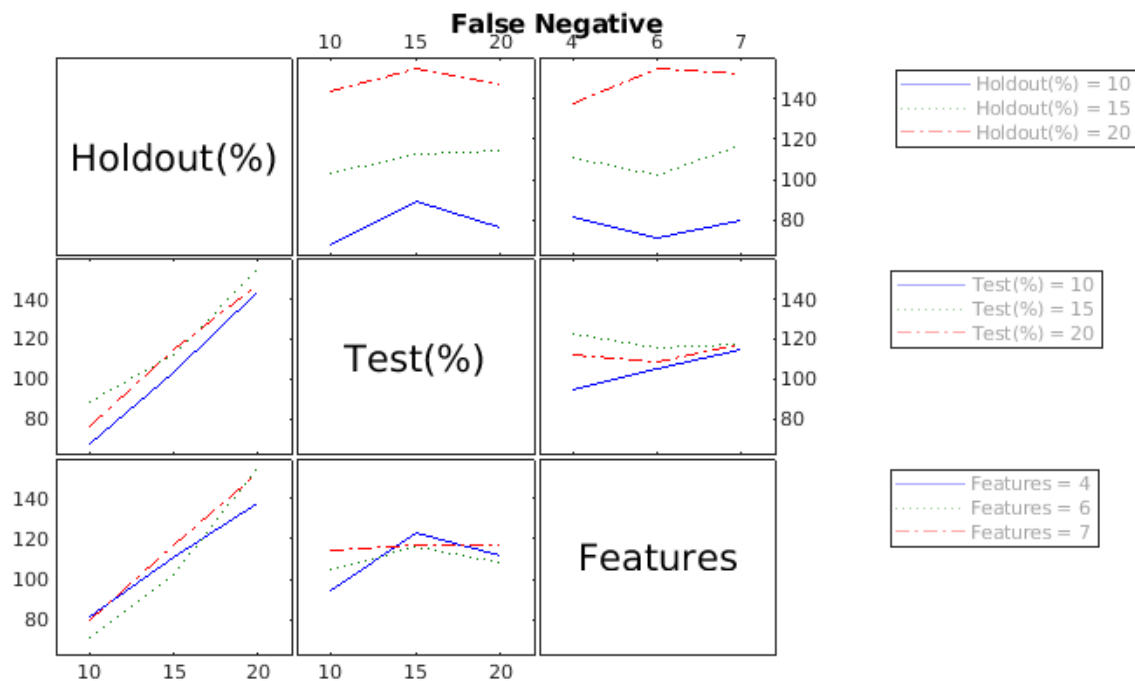 False Negative
10 15 20 4 6 7
Holdout(%)
140
120
100
80
Holdout(%) = 10
Holdout(%) = 15
Holdout(%) = 20
140
120
100
80
Test(%)
140
120
100
80
Test(%) = 10
Test(%) = 15
Test(%) = 20
140
120
100
80
Features
Features = 4
Features = 6
Features = 7
10 15 20 10 15 20